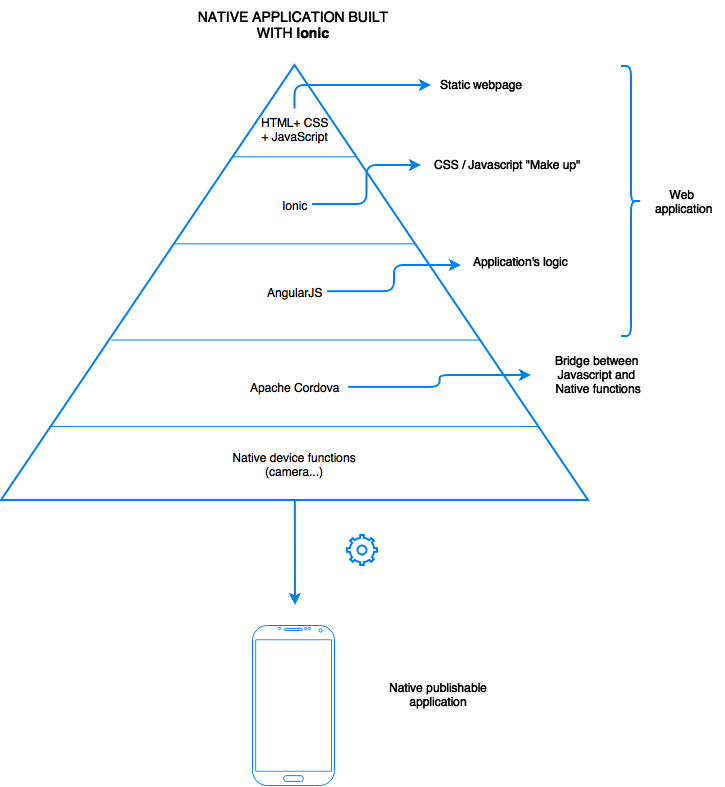 NATIVE APPLICATION BUILT
WITH Ionic
Static webpage
HTML+ CSS
+ JavaScript
CSS / Javascript "Make up"
Web
application
Ionic
Application's logic
AngularJS
Bridge between
Javascript and
Native functions
Apache Cordova
Native device functions
(camera...)
Native publishable
application